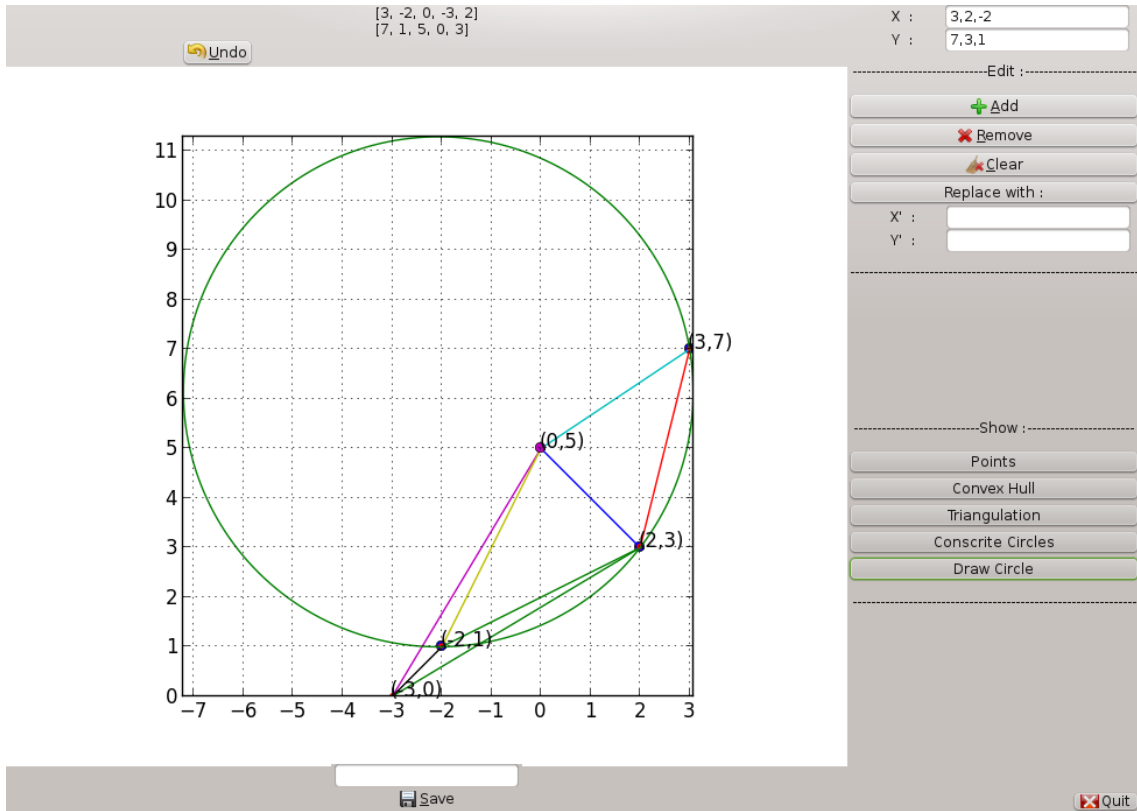 [3, -2, 0, -3, 2]
[7, 1, 5, 0, 3]
Undo
X : 3,2,-2
Y : 7,3,1
Edit :
Add
Remove
Clear
Replace with :
X' :
Y' :
Show :
Points
Convex Hull
Triangulation
Conscrite Circles
Draw Circle
11
10
9
8
7
6
5
4
3
2
1
0
(3,7)
(0,5)
(2,3)
(-2,1)
(-3,0)
−7 −6 −5 −4 −3 −2 −1 0 1 2 3
Save
Quit